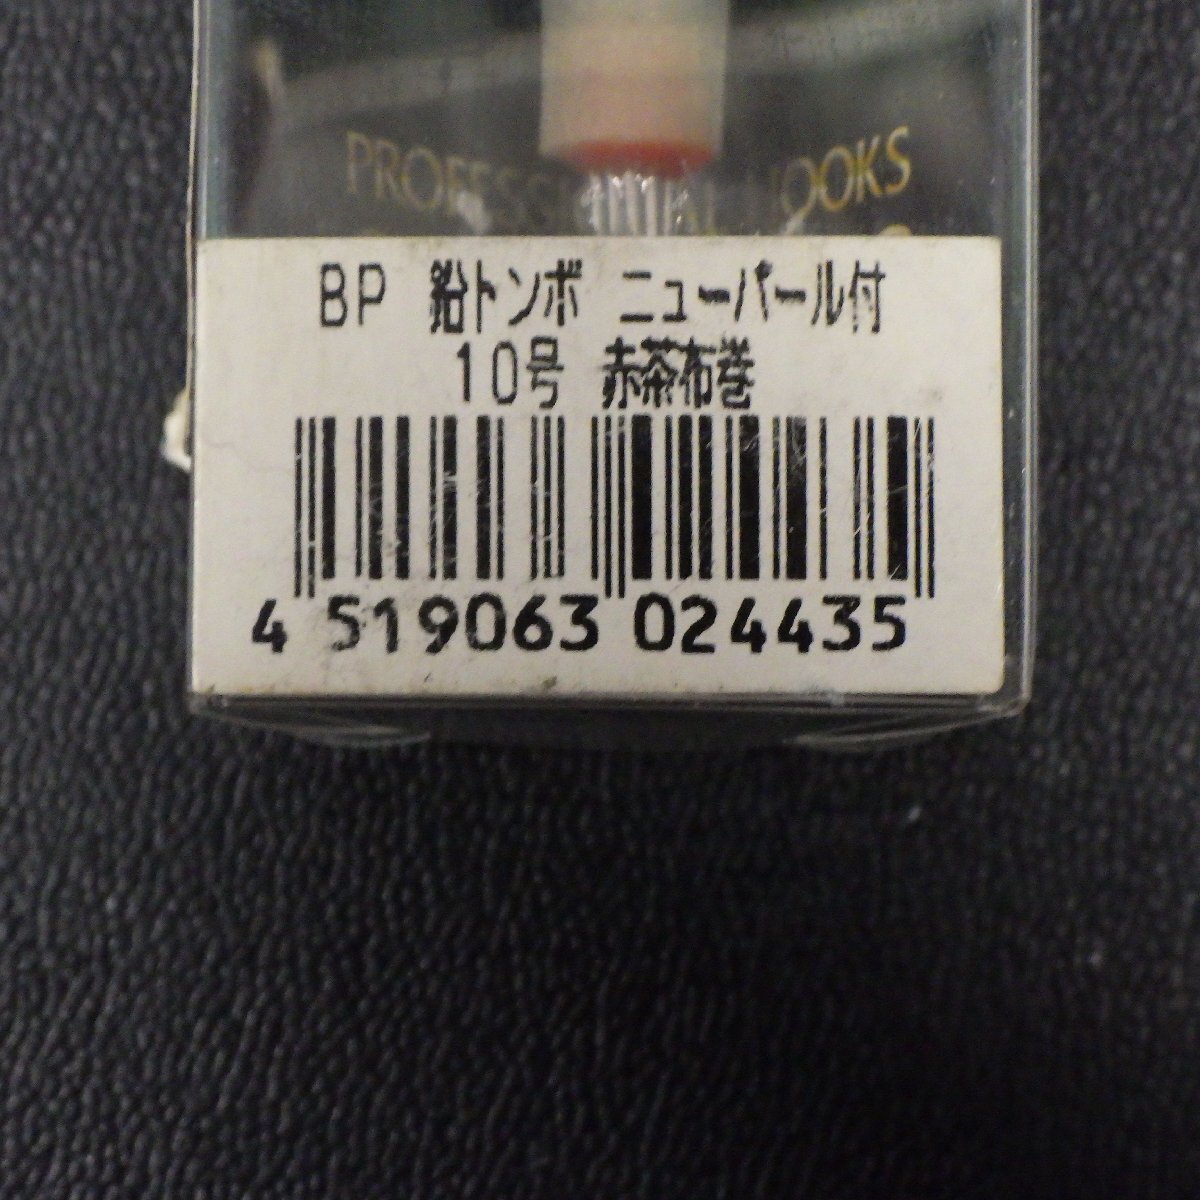 PROFESSIONAL HOOKS
BP 鉛トンボ ニューパール付
10号 赤茶布巻
4 519063 024435